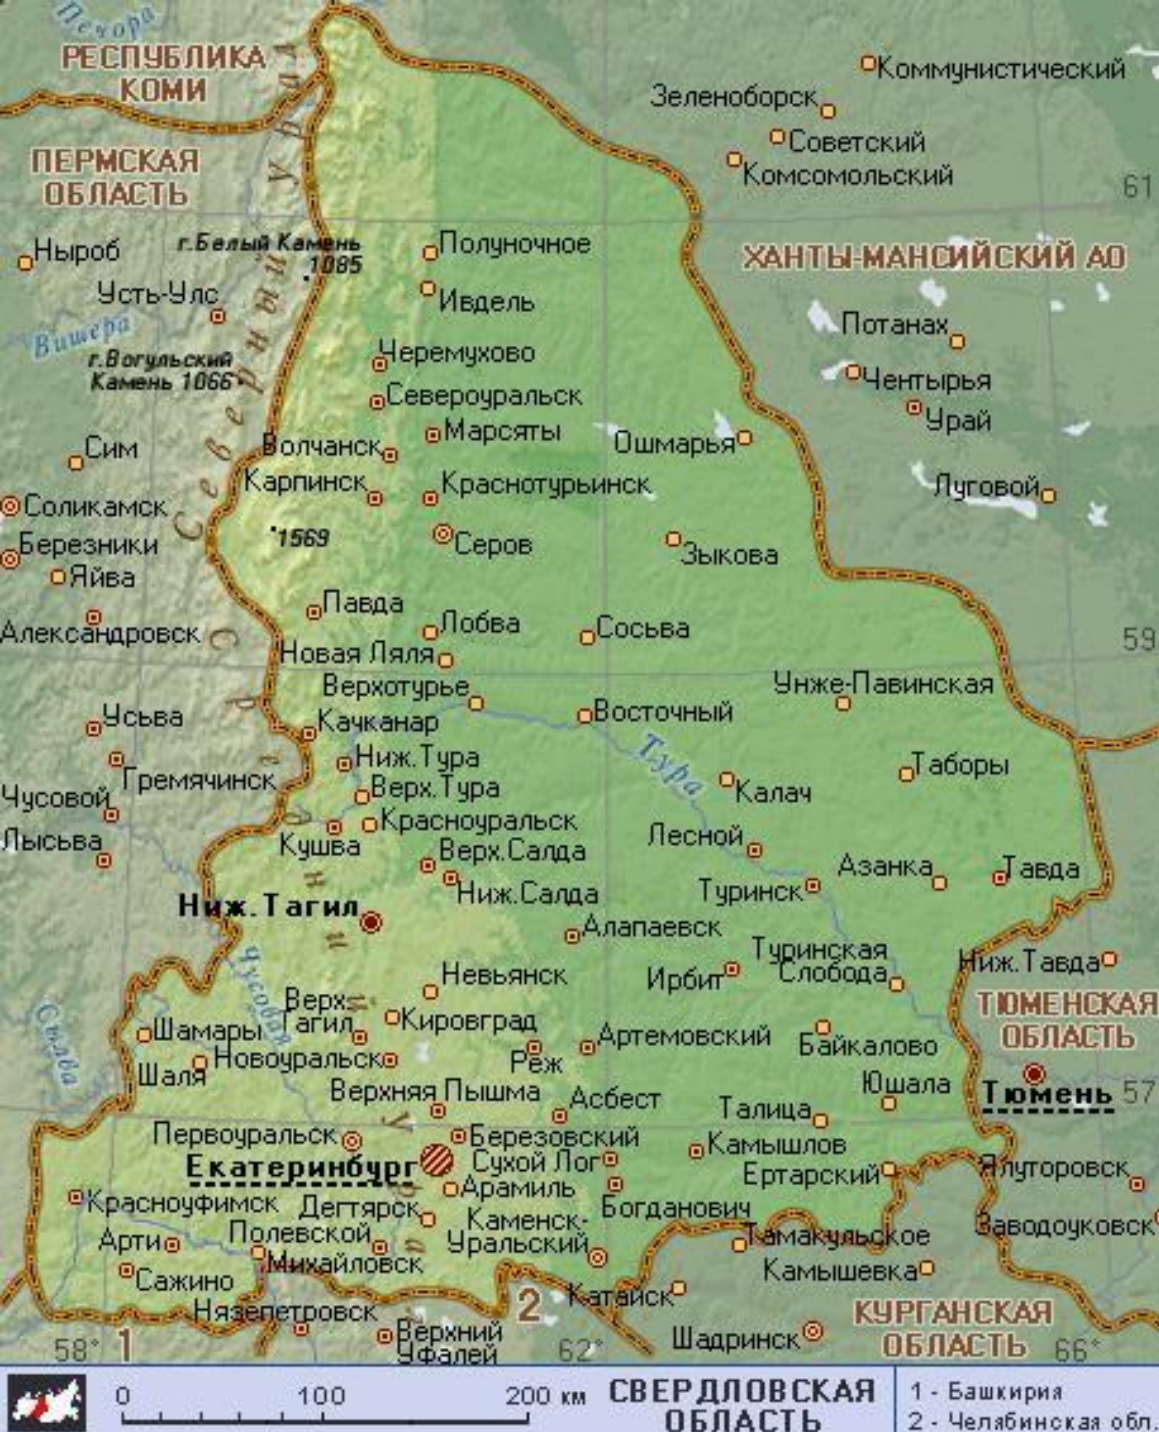 Печора
РЕСПУБЛИКА
КОМИ
Коммунистический
Зеленоборск
Советский
Комсомольский
ПЕРМСКАЯ
ОБЛАСТЬ
61
Северный Урал
Ныроб
г.Белый Камень
1085
Полуночное
ХАНТЫ-МАНСИЙСКИЙ АО
Усть-Улс
Ивдель
Вишера
Потанах
г.Вогульский
Камень 1066
Черемухово
Чентырья
Североуральск
Урай
Волчанск
Марсяты
Ошмарья
Сим
Карпинск
Краснотурьинск
Луговой
Соликамск
1569
Серов
Зыкова
Березники
Яйва
Павда
Александровск
Лобва
Сосьва
59
Новая Ляля
Средний Урал
Верхотурье
Унже-Павинская
Усьва
Качканар
Восточный
Тура
Гремячинск
Ниж.Тура
Таборы
Верх.Тура
Калач
Чусовой
Красноуральск
Лысьва
Кушва
Верх.Салда
Лесной
Азанка
Тавда
Ниж.Салда
Туринск
Ниж.Тагил
Алапаевск
Туринская
Слобода
Ниж.Тавда
Чусовая
Невьянск
Ирбит
Сылва
Верх.
Тагил
Кировград
ТЮМЕНСКАЯ
ОБЛАСТЬ
Шамары
Артемовский
Байкалово
Шаля
Новоуральск
Реж
Юшала
Тюмень
57
Верхняя Пышма
Асбест
Талица
Первоуральск
Березовский
Камышлов
Екатеринбург
Сухой Лог
Ертарский
Ялуторовск
Красноуфимск
Арамиль
Дегтярск
Богданович
Каменск-
Уральский
Заводоуковск
Арти
Полевской
Тамакульское
Сажино
Михайловск
Камышевка
Катайск
Нязепетровск
2
КУРГАНСКАЯ
ОБЛАСТЬ
Верхний
Уфалей
Шадринск
58°
1
62°
66°
0
100
200 км
СВЕРДЛОВСКАЯ
ОБЛАСТЬ
1 - Башкирия
2 - Челябинская обл.